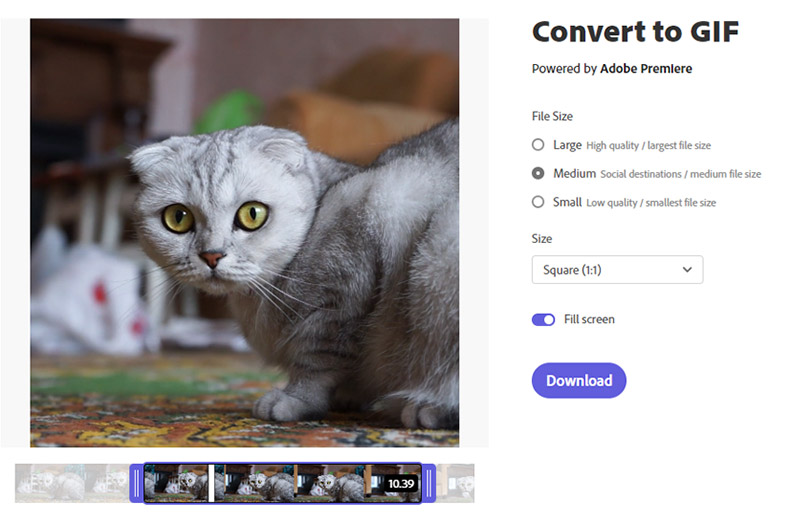 Convert to GIF
Powered by Adobe Premiere
File Size
Large High quality / largest file size
Medium Social destinations / medium file size
Small Low quality / smallest file size
Size
Square (1:1)
Fill screen
Download
10.39